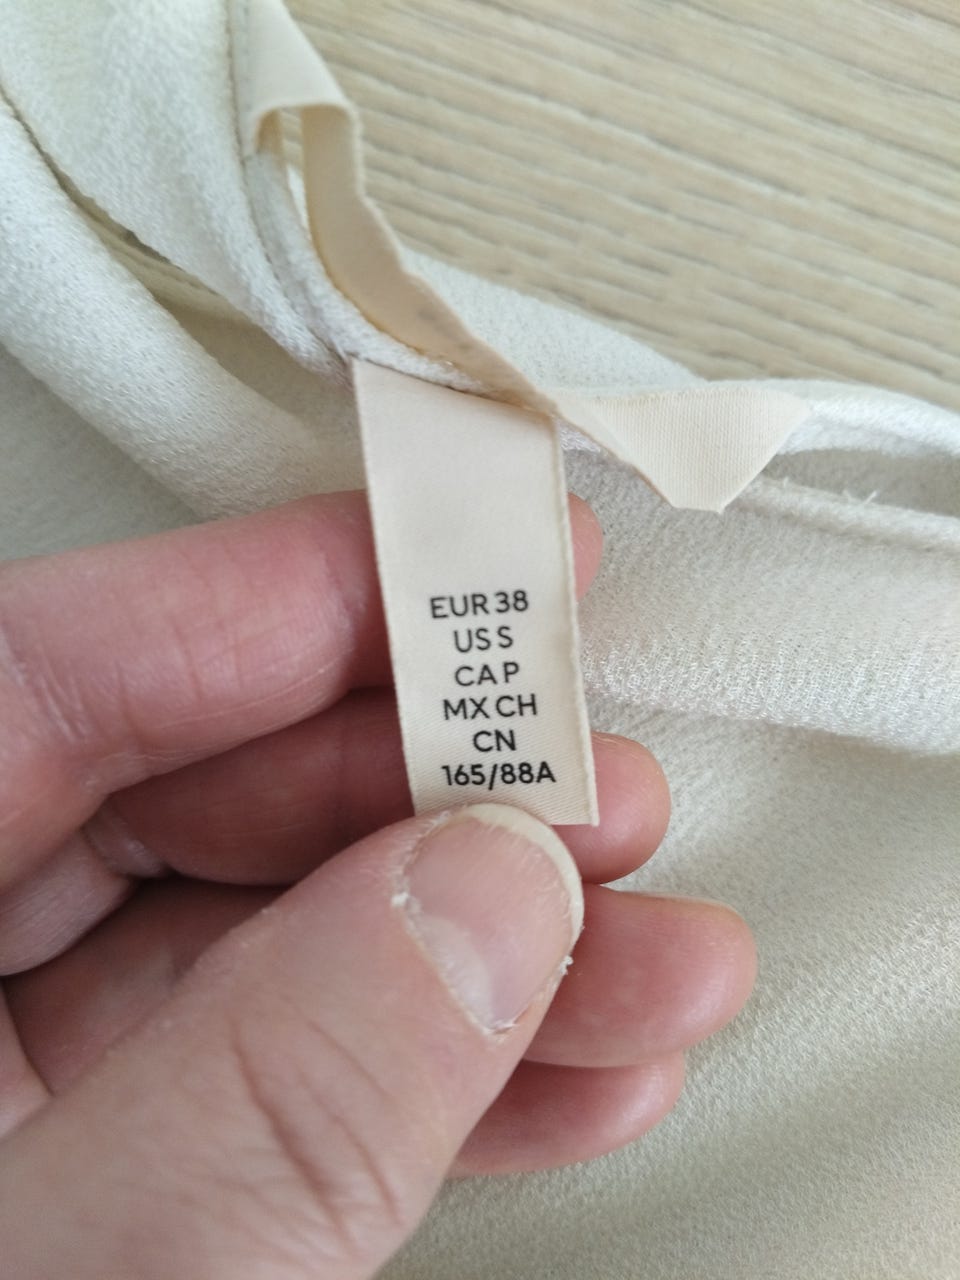 EUR 38
US S
CA P
MX CH
CN
165/88A